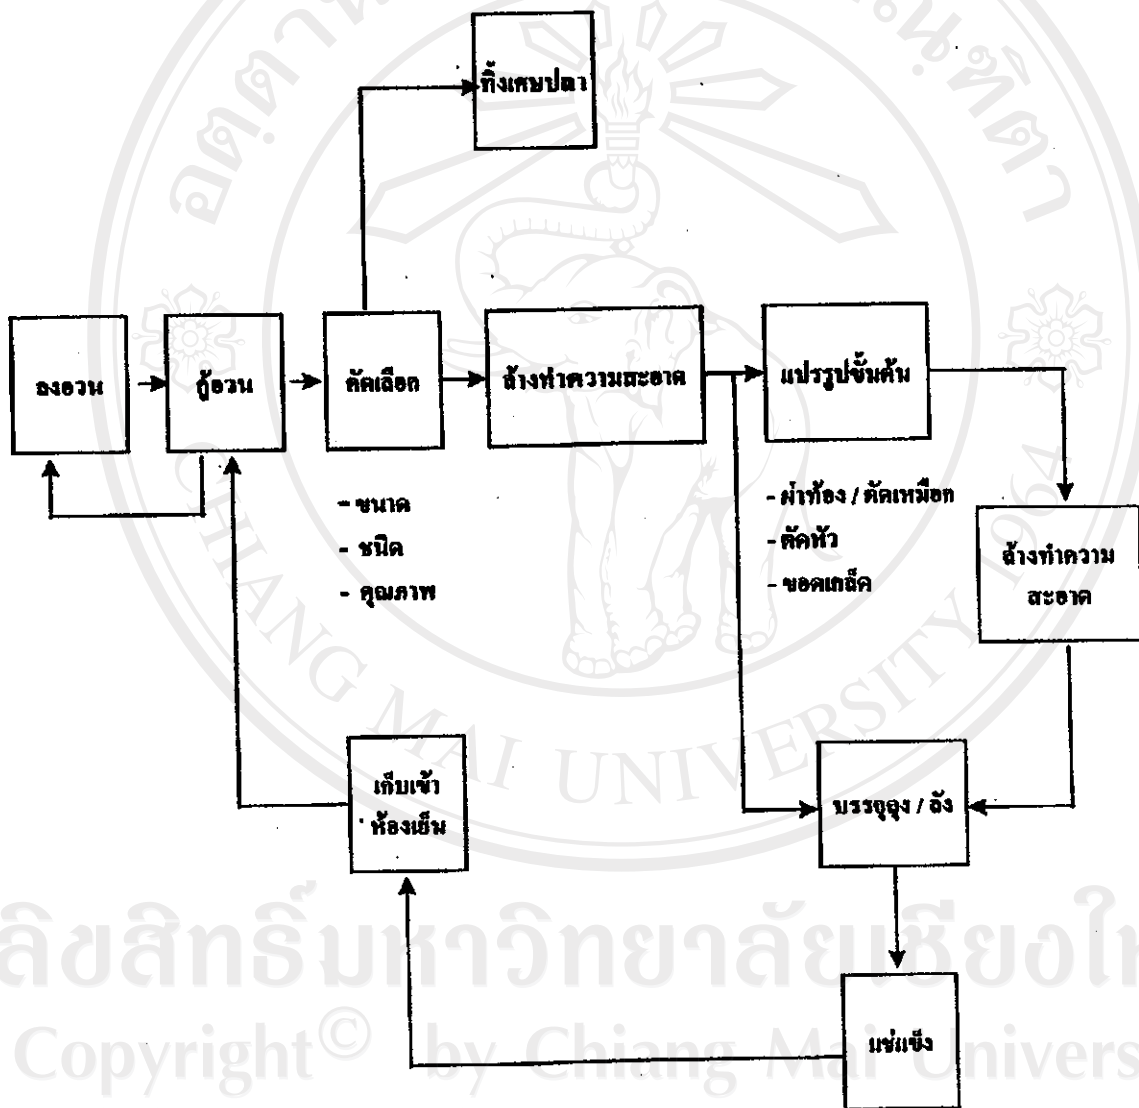 ทิ้งเศษปลา
ลงอวน
กู้อวน
คัดเลือก
ล้างทำความสะอาด
แปรรูปขั้นต้น
- ขนาด
- ชนิด
- คุณภาพ
- ผ่าท้อง / ตัดเหมือก
- ตัดหัว
- ขอดเกล็ด
ล้างทำความ
สะอาด
เก็บเข้า
ห้องเย็น
บรรจุถุง / ลัง
แช่แข็ง
CHIANG MAI UNIVERSITY 1964
ลิขสิทธิ์มหาวิทยาลัยเชียงให
Copyright© by Chiang Mai Univers